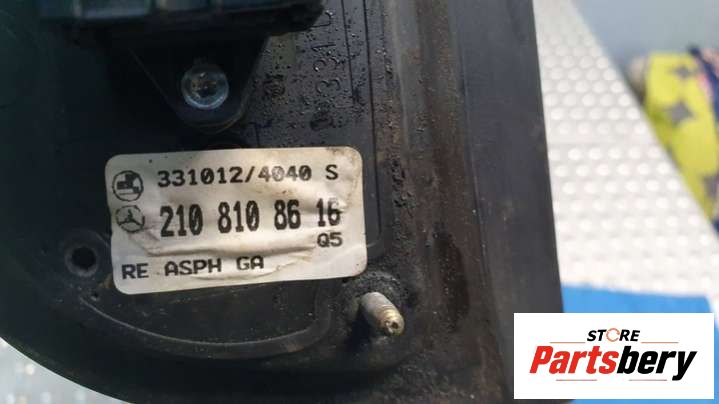 331012/4040 S
210 810 86 16
Q5
RE ASPH GA
STORE
Partsbery